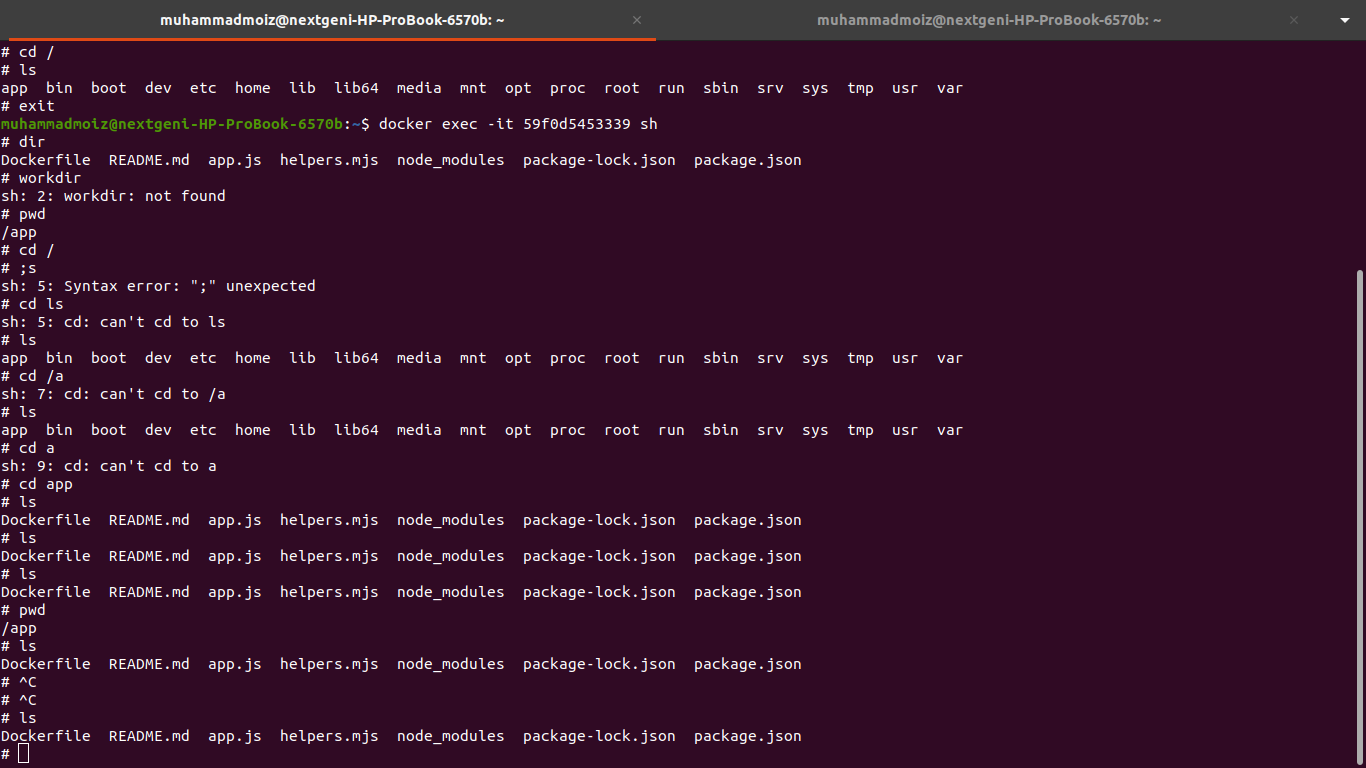 muhammadmoiz@nextgeni-HP-ProBook-6570b: ~ × muhammadmoiz@nextgeni-HP-ProBook-6570b: ~ ×
# cd /
# ls
app  bin  boot  dev  etc  home  lib  lib64  media  mnt  opt  proc  root  run  sbin  srv  sys  tmp  usr  var
# exit
muhammadmoiz@nextgeni-HP-ProBook-6570b:~$ docker exec -it 59f0d5453339 sh
# dir
Dockerfile  README.md  app.js  helpers.mjs  node_modules  package-lock.json  package.json
# workdir
sh: 2: workdir: not found
# pwd
/app
# cd /
# ;s
sh: 5: Syntax error: ";" unexpected
# cd ls
sh: 5: cd: can't cd to ls
# ls
app  bin  boot  dev  etc  home  lib  lib64  media  mnt  opt  proc  root  run  sbin  srv  sys  tmp  usr  var
# cd /a
sh: 7: cd: can't cd to /a
# ls
app  bin  boot  dev  etc  home  lib  lib64  media  mnt  opt  proc  root  run  sbin  srv  sys  tmp  usr  var
# cd a
sh: 9: cd: can't cd to a
# cd app
# ls
Dockerfile  README.md  app.js  helpers.mjs  node_modules  package-lock.json  package.json
# ls
Dockerfile  README.md  app.js  helpers.mjs  node_modules  package-lock.json  package.json
# ls
Dockerfile  README.md  app.js  helpers.mjs  node_modules  package-lock.json  package.json
# pwd
/app
# ls
Dockerfile  README.md  app.js  helpers.mjs  node_modules  package-lock.json  package.json
# ^C
# ^C
# ls
Dockerfile  README.md  app.js  helpers.mjs  node_modules  package-lock.json  package.json
#